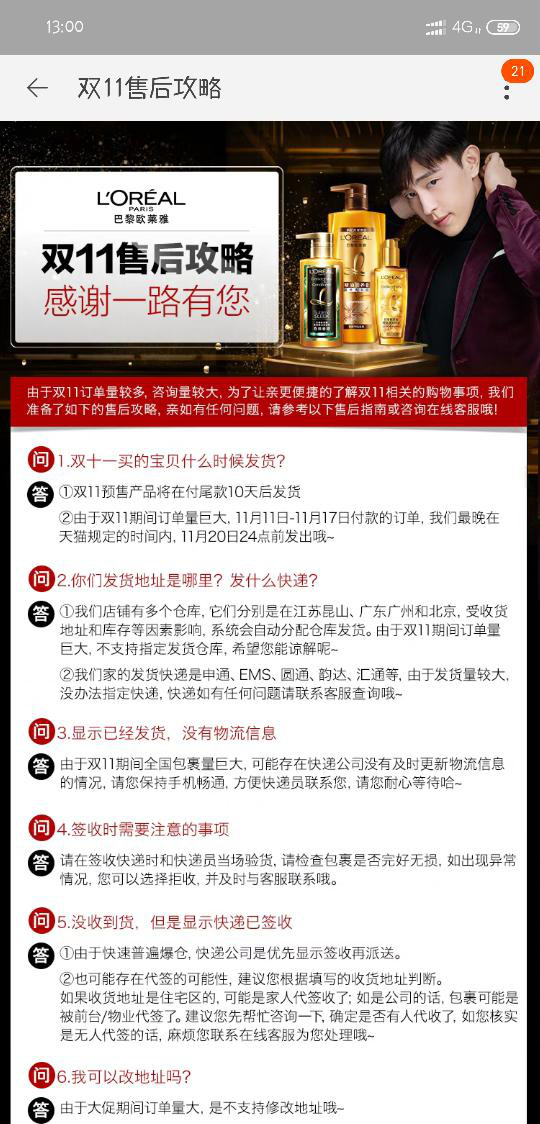 13:00
4G
59
双11售后攻略
21
L'ORÉAL
PARIS
巴黎欧莱雅
双11售后攻略
感谢一路有您
L'ORÉAL
由于双11订单量较多, 咨询量较大, 为了让亲更便捷的了解双11相关的购物事项, 我们
准备了如下的售后攻略, 亲如有任何问题, 请参考以下售后指南或咨询在线客服哦!
问 1.双十一买的宝贝什么时候发货?
答 ①双11预售产品将在付尾款10天后发货
②由于双11期间订单量巨大, 11月11日-11月17日付款的订单, 我们最晚在
天猫规定的时间内, 11月20日24点前发出哦~
问 2.你们发货地址是哪里? 发什么快递?
答 ①我们店铺有多个仓库, 它们分别是在江苏昆山、广东广州和北京, 受收货
地址和库存等因素影响, 系统会自动分配仓库发货。由于双11期间订单量
巨大, 不支持指定发货仓库, 希望您能谅解呢~
②我们家的发货快递是申通、EMS、圆通、韵达、汇通等, 由于发货量较大,
没办法指定快递, 快递如有任何问题请联系客服查询哦~
问 3.显示已经发货, 没有物流信息
答 由于双11期间全国包裹量巨大, 可能存在快递公司没有及时更新物流信息
的情况, 请您保持手机畅通, 方便快递员联系您, 请您耐心等待哈~
问 4.签收时需要注意的事项
答 请在签收快递时和快递员当场验货, 请检查包裹是否完好无损, 如出现异常
情况, 您可以选择拒收, 并及时与客服联系哦。
问 5.没收到货, 但是显示快递已签收
答 ①由于快速普遍爆仓, 快递公司是优先显示签收再派送。
②也可能存在代签的可能性, 建议您根据填写的收货地址判断。
如果收货地址是住宅区的, 可能是家人代签收了; 如是公司的话, 包裹可能是
被前台/物业代签了。建议您先帮忙咨询一下, 确定是否有人代收了, 如您核实
是无人代签的话, 麻烦您联系在线客服为您处理哦~
问 6.我可以改地址吗?
答 由于大促期间订单量大, 是不支持修改地址哦~